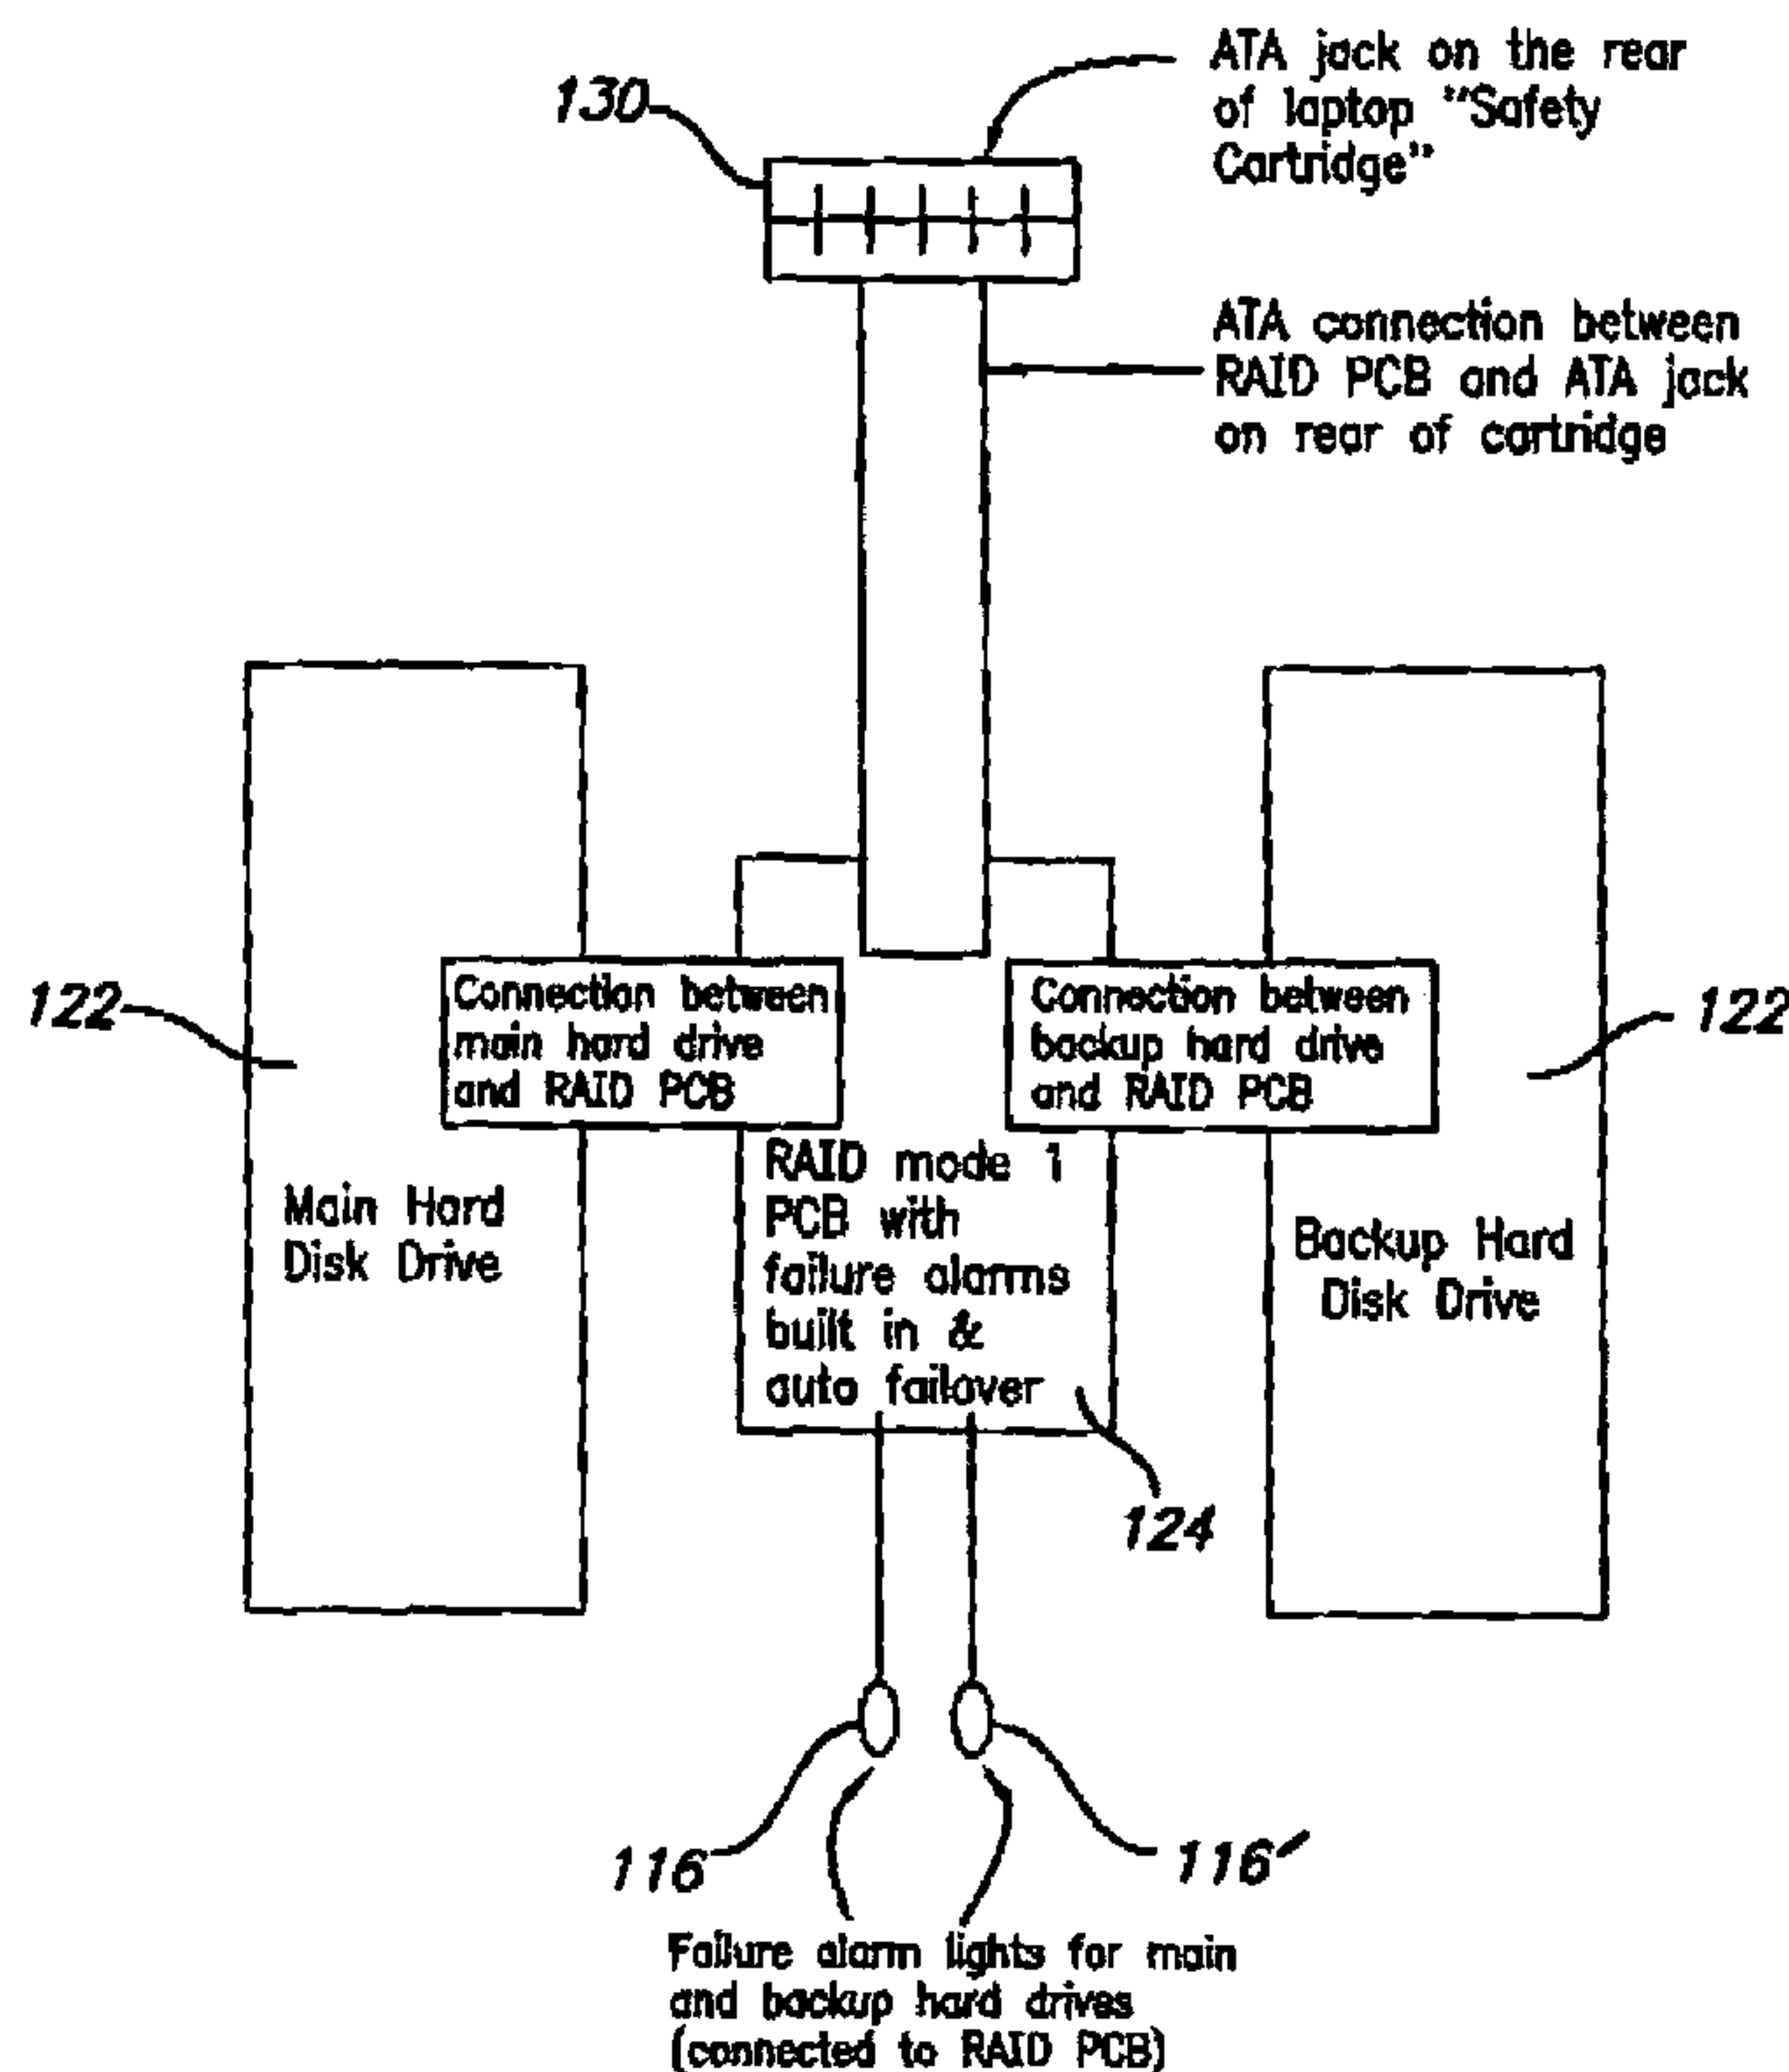 130
ATA jack on the rear
of laptop "Safety
Cartridge"
ATA connection between
RAID PCB and ATA jack
on rear of cartridge
122
Connection between
main hard drive
and RAID PCB
Connection between
backup hard drive
and RAID PCB
122
Main Hard
Disk Drive
RAID mode 1
PCB with
failure alarms
built in &
auto failover
Backup Hard
Disk Drive
124
116
116'
Failure alarm lights for main
and backup hard drives
(connected to RAID PCB)